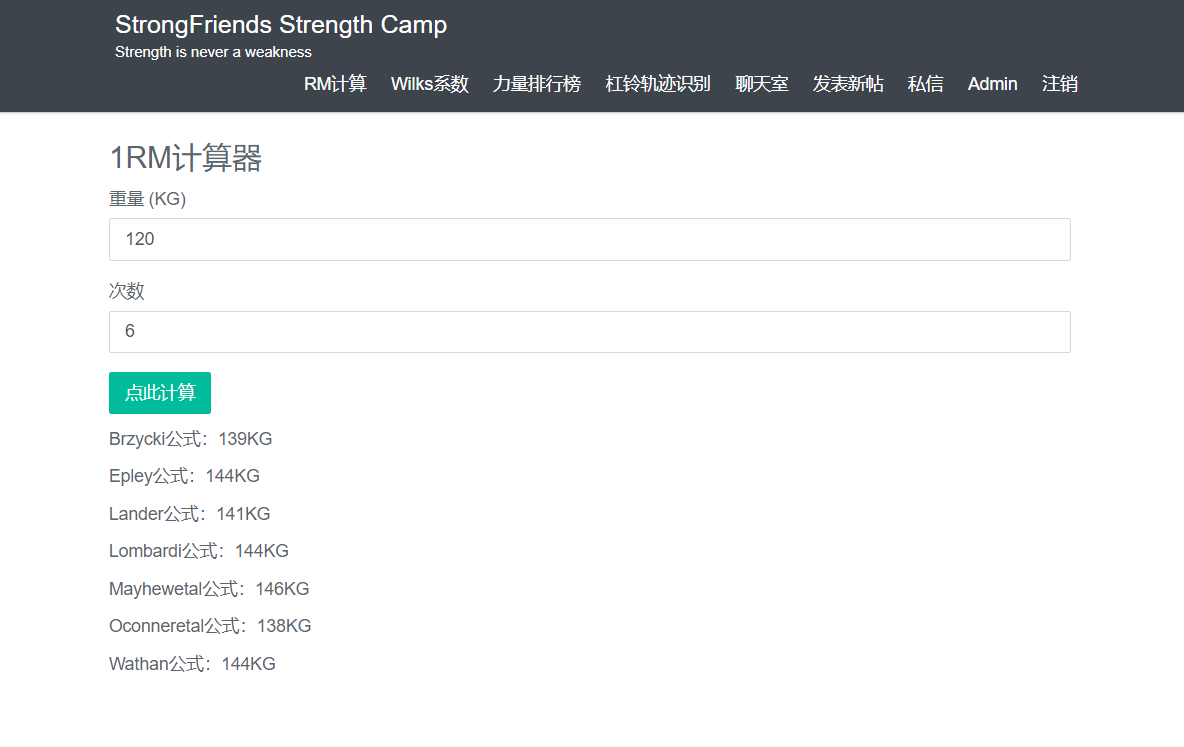 StrongFriends Strength Camp
Strength is never a weakness
RM计算 Wilks系数 力量排行榜 杠铃轨迹识别 聊天室 发表新帖 私信 Admin 注销
1RM计算器
重量 (KG)
120
次数
6
点此计算
Brzycki公式：139KG
Epley公式：144KG
Lander公式：141KG
Lombardi公式：144KG
Mayhewetal公式：146KG
Oconneretal公式：138KG
Wathan公式：144KG